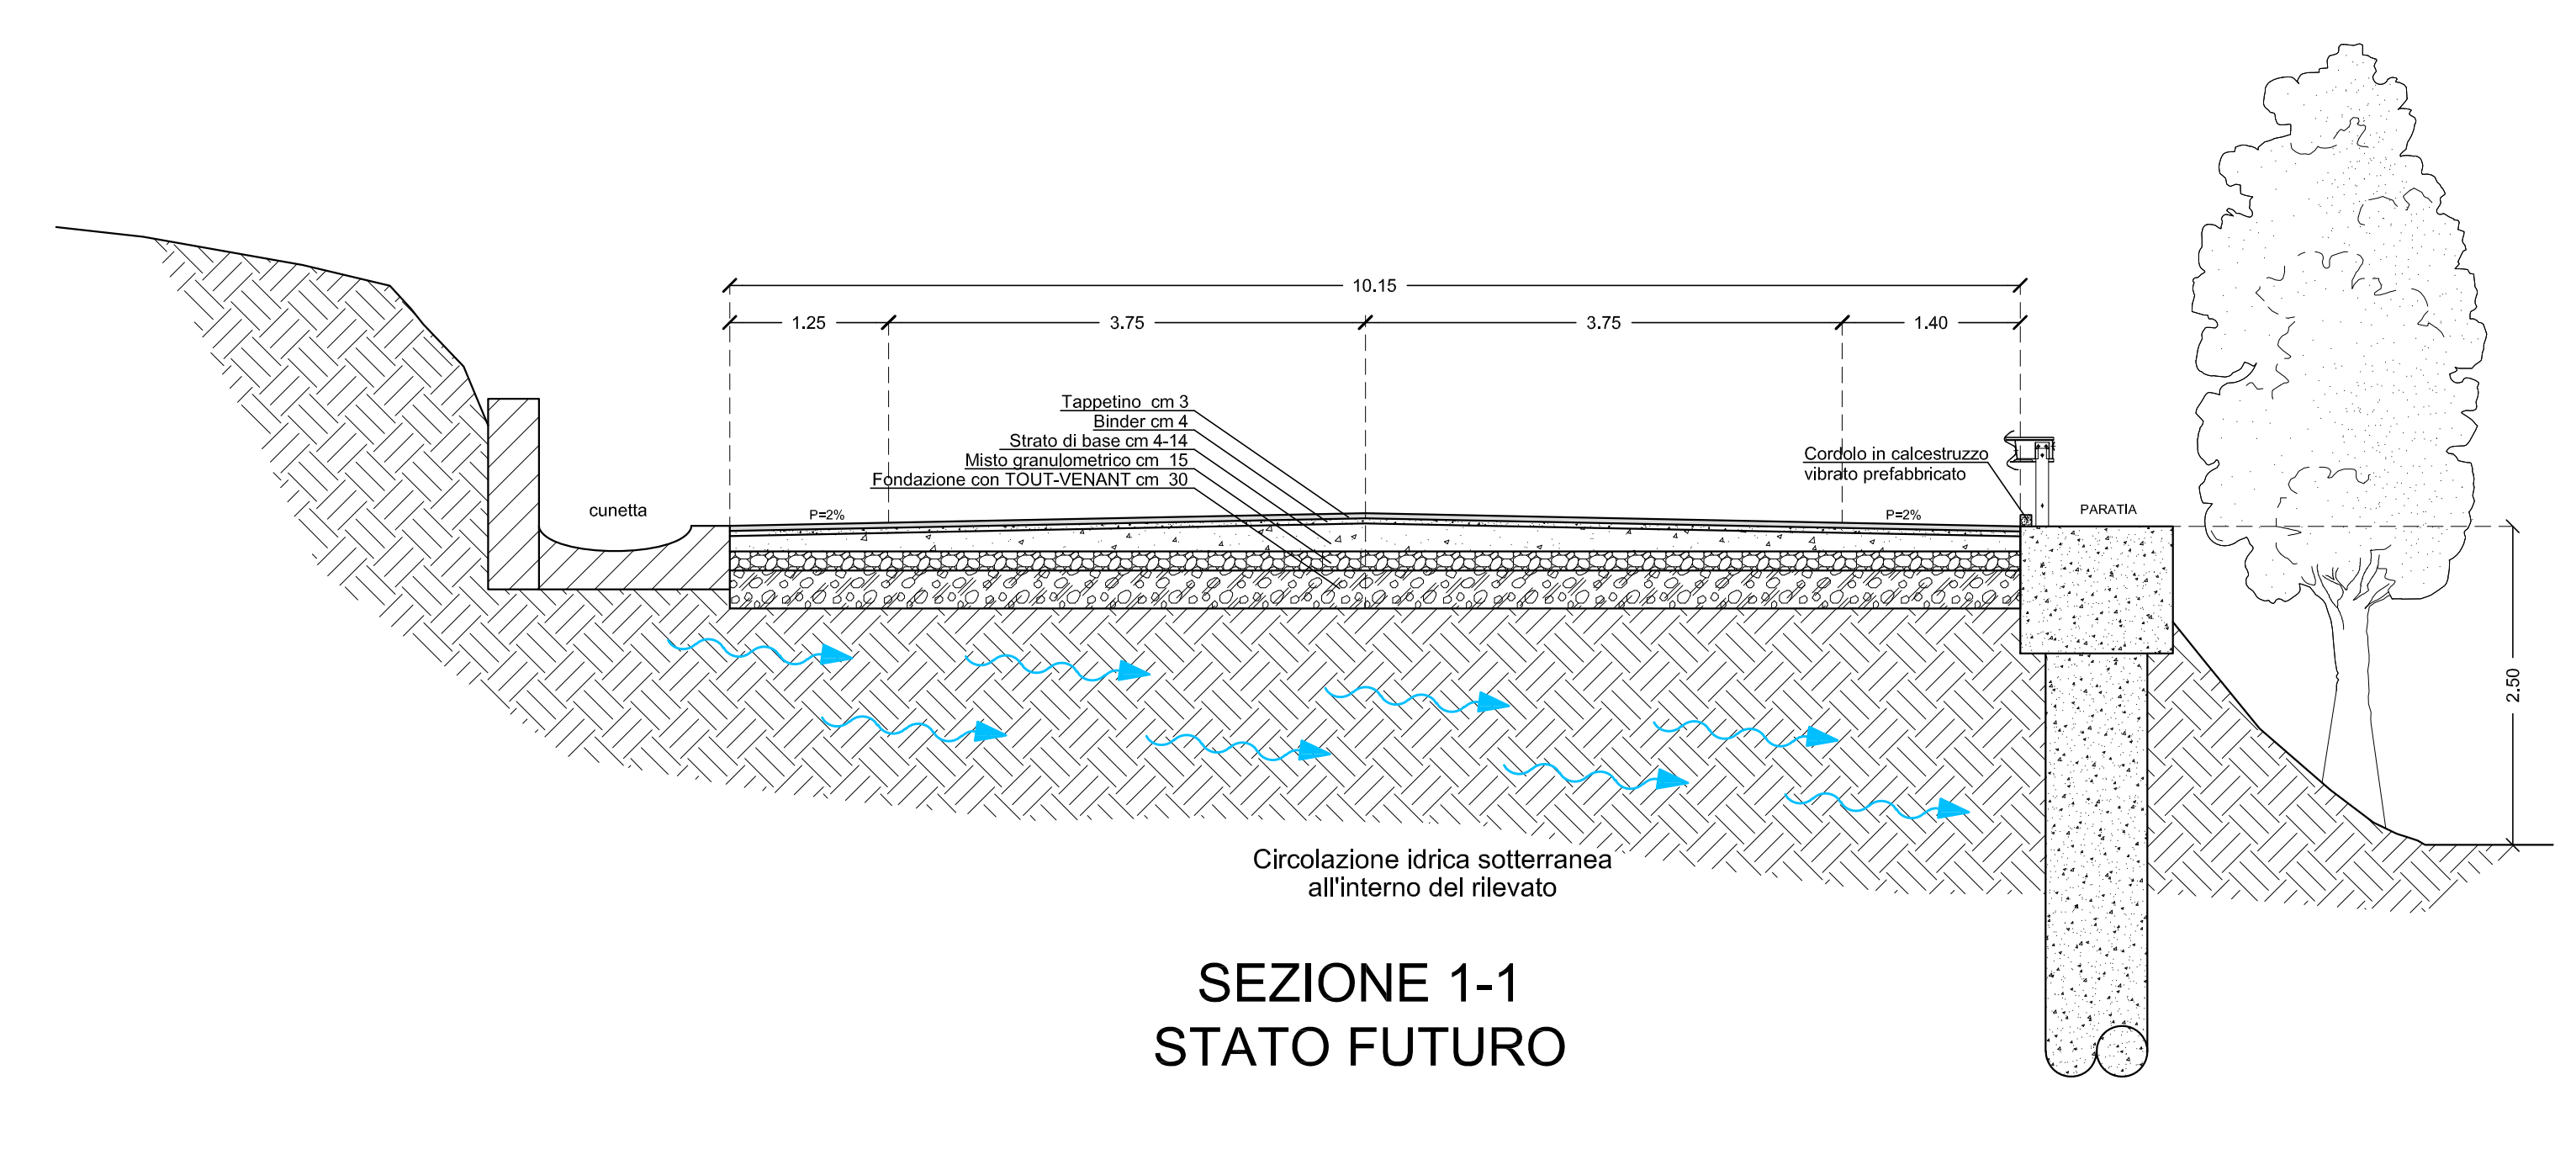 10.15
1.25
3.75
3.75
1.40
Tappetino cm 3
Binder cm 4
Strato di base cm 4-14
Misto granulometrico cm 15
Fondazione con TOUT-VENANT cm 30
Cordolo in calcestruzzo
vibrato prefabbricato
cunetta
P=2%
P=2%
PARATIA
2.50
Circolazione idrica sotterranea
all'interno del rilevato
SEZIONE 1-1
STATO FUTURO